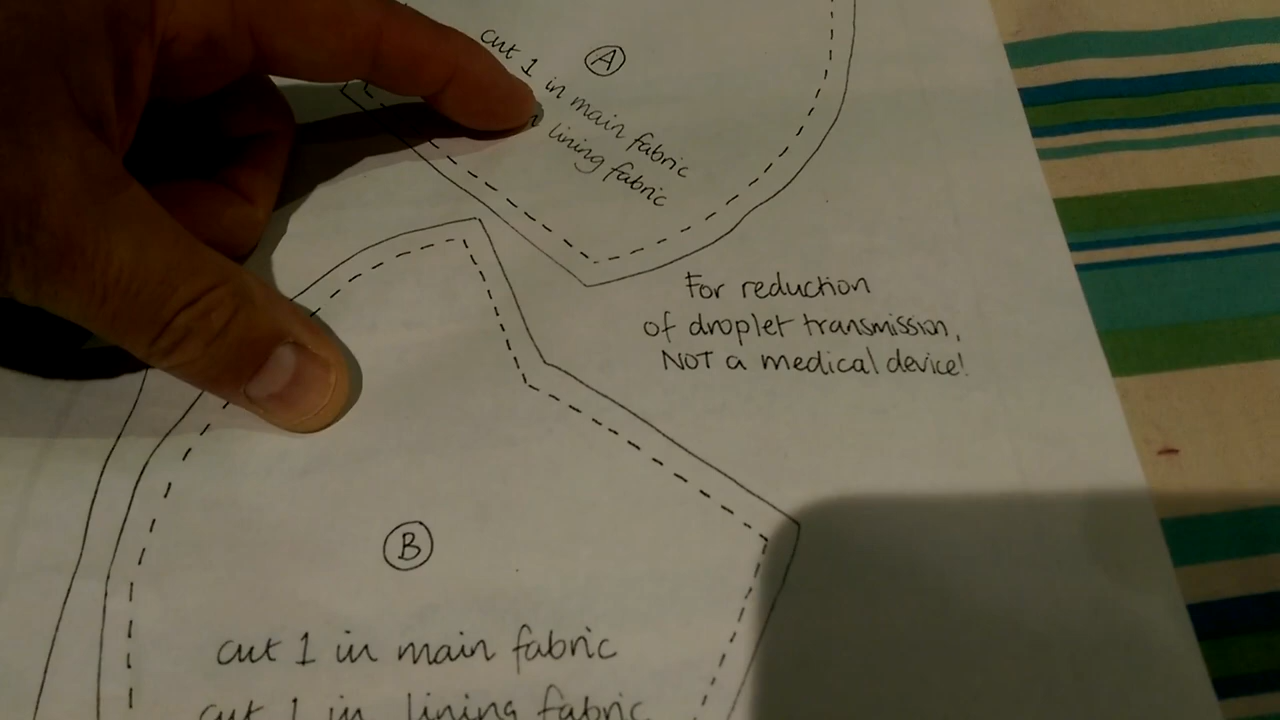 A
cut 1 in main fabric
lining fabric
For reduction
of droplet transmission,
NOT a medical device!
B
cut 1 in main fabric
cut 1 in lining fabric